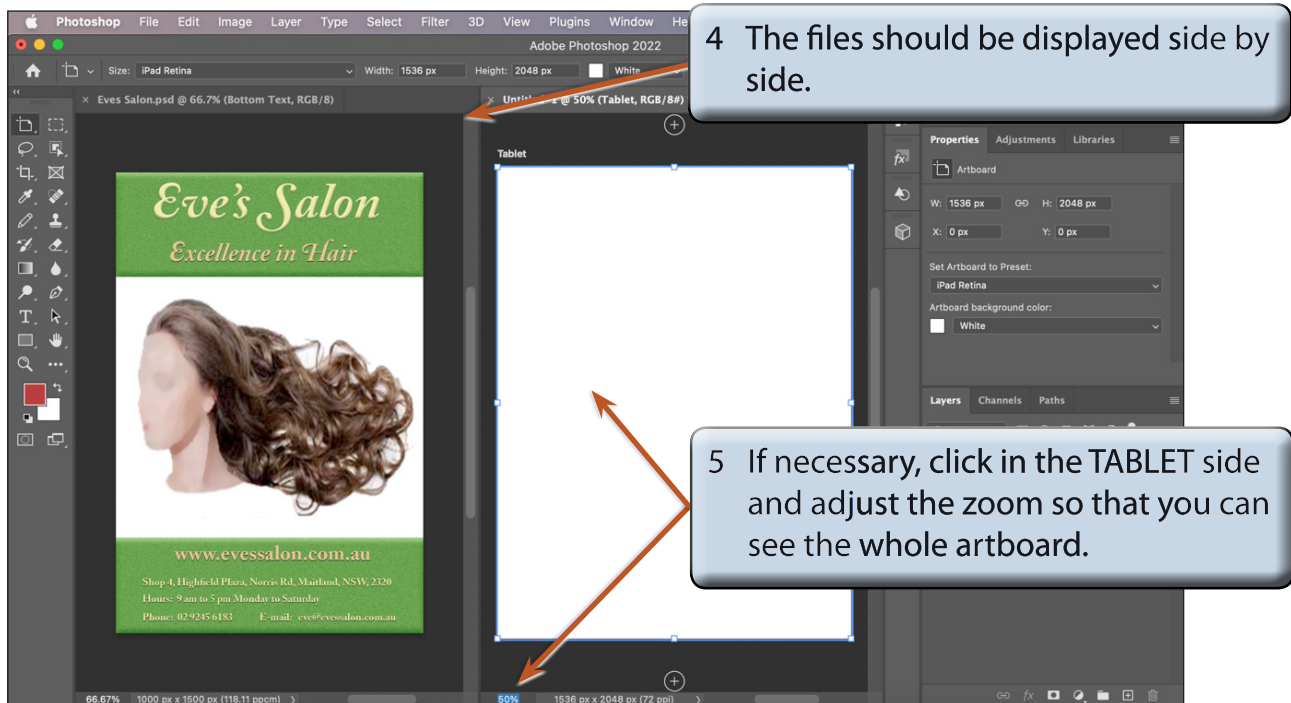 Photoshop File Edit Image Layer Type Select Filter 3D View Plugins Window
Adobe Photoshop 2022
Size: iPad Retina Width: 1536 px Height: 2048 px White
× Eves Salon.psd @ 66.7% (Bottom Text, RGB/8)
× @ 50% (Tablet, RGB/8#)
4 The files should be displayed side by
side.
Tablet
Eve's Salon
Excellence in Hair
www.evessalon.com.au
Shop 4, Highfield Plaza, Norris Rd, Maitland, NSW, 2320
Hours: 9 am to 5 pm Monday to Saturday
Phone: 02 9245 6183 E-mail: eve@evessalon.com.au
Properties Adjustments Libraries
Artboard
W: 1536 px H: 2048 px
X: 0 px Y: 0 px
Set Artboard to Preset:
iPad Retina
Artboard background color:
White
Layers Channels Paths
5 If necessary, click in the TABLET side
and adjust the zoom so that you can
see the whole artboard.
66.67% 1000 px x 1500 px (118.11 ppcm)
50% 1536 px x 2048 px (72 ppi)
fx